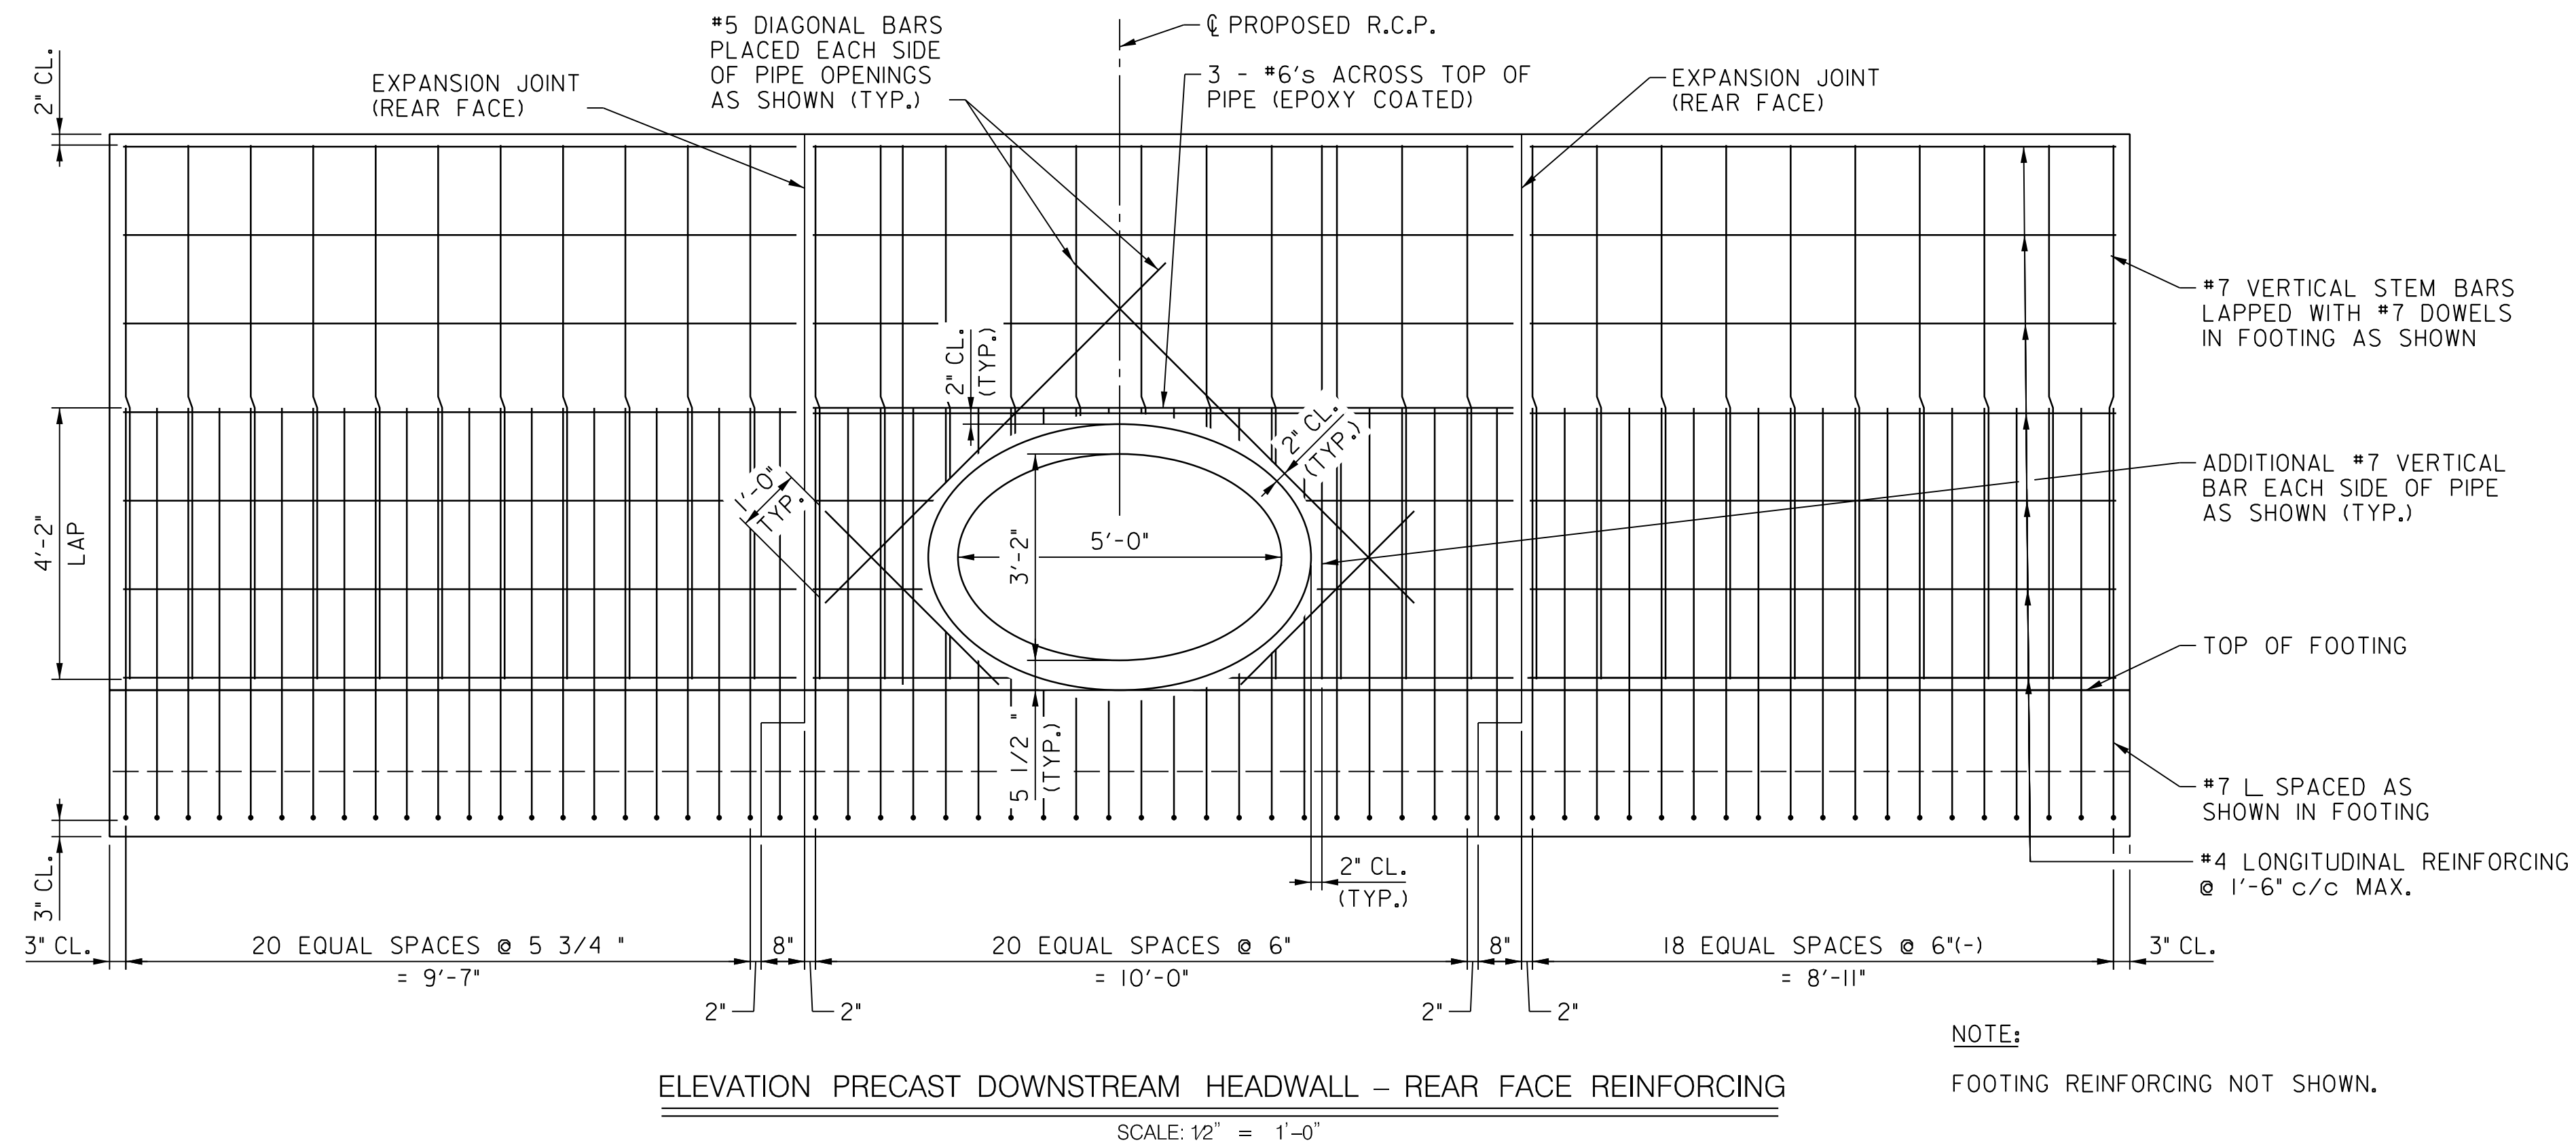 #5 DIAGONAL BARS
PLACED EACH SIDE
OF PIPE OPENINGS
AS SHOWN (TYP.)
℄ PROPOSED R.C.P.
3 - #6's ACROSS TOP OF
PIPE (EPOXY COATED)
EXPANSION JOINT
(REAR FACE)
EXPANSION JOINT
(REAR FACE)
2" CL.
#7 VERTICAL STEM BARS
LAPPED WITH #7 DOWELS
IN FOOTING AS SHOWN
2" CL.
(TYP.)
2" CL.
(TYP.)
1'-0"
TYP.
4'-2"
LAP
3'-2"
5'-0"
ADDITIONAL #7 VERTICAL
BAR EACH SIDE OF PIPE
AS SHOWN (TYP.)
TOP OF FOOTING
5 1/2 "
(TYP.)
#7 L SPACED AS
SHOWN IN FOOTING
3" CL.
2" CL.
(TYP.)
#4 LONGITUDINAL REINFORCING
@ 1'-6" c/c MAX.
3" CL.
20 EQUAL SPACES @ 5 3/4 "
= 9'-7"
8"
20 EQUAL SPACES @ 6"
= 10'-0"
8"
18 EQUAL SPACES @ 6"(-)
= 8'-11"
3" CL.
2"
2"
2"
2"
NOTE:
FOOTING REINFORCING NOT SHOWN.
ELEVATION PRECAST DOWNSTREAM HEADWALL – REAR FACE REINFORCING
SCALE: 1/2" = 1'–0"